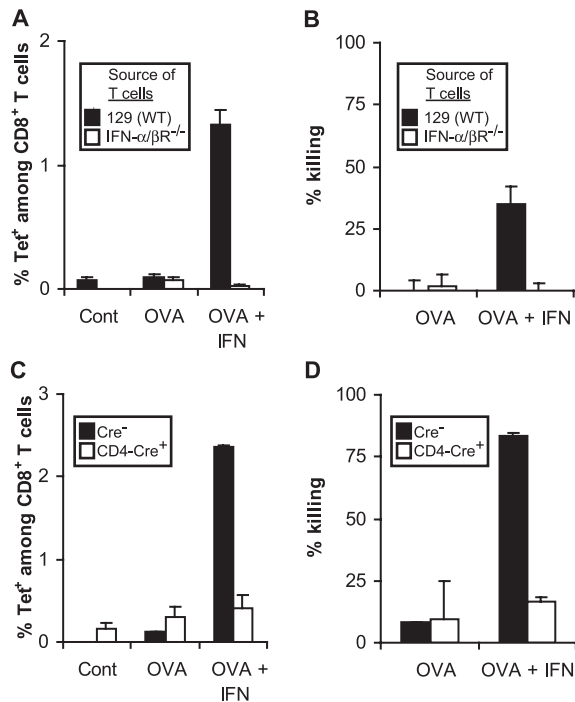 A
% Tet⁺ among CD8⁺ T cells
2
1
0
Source of
T cells
129 (WT)
IFN-α/βR⁻/⁻
Cont
OVA
OVA +
IFN
B
% killing
100
75
50
25
0
Source of
T cells
129 (WT)
IFN-α/βR⁻/⁻
OVA
OVA + IFN
C
% Tet⁺ among CD8⁺ T cells
3
2
1
0
Cre⁻
CD4-Cre⁺
Cont
OVA
OVA +
IFN
D
% killing
100
75
50
25
0
Cre⁻
CD4-Cre⁺
OVA
OVA + IFN